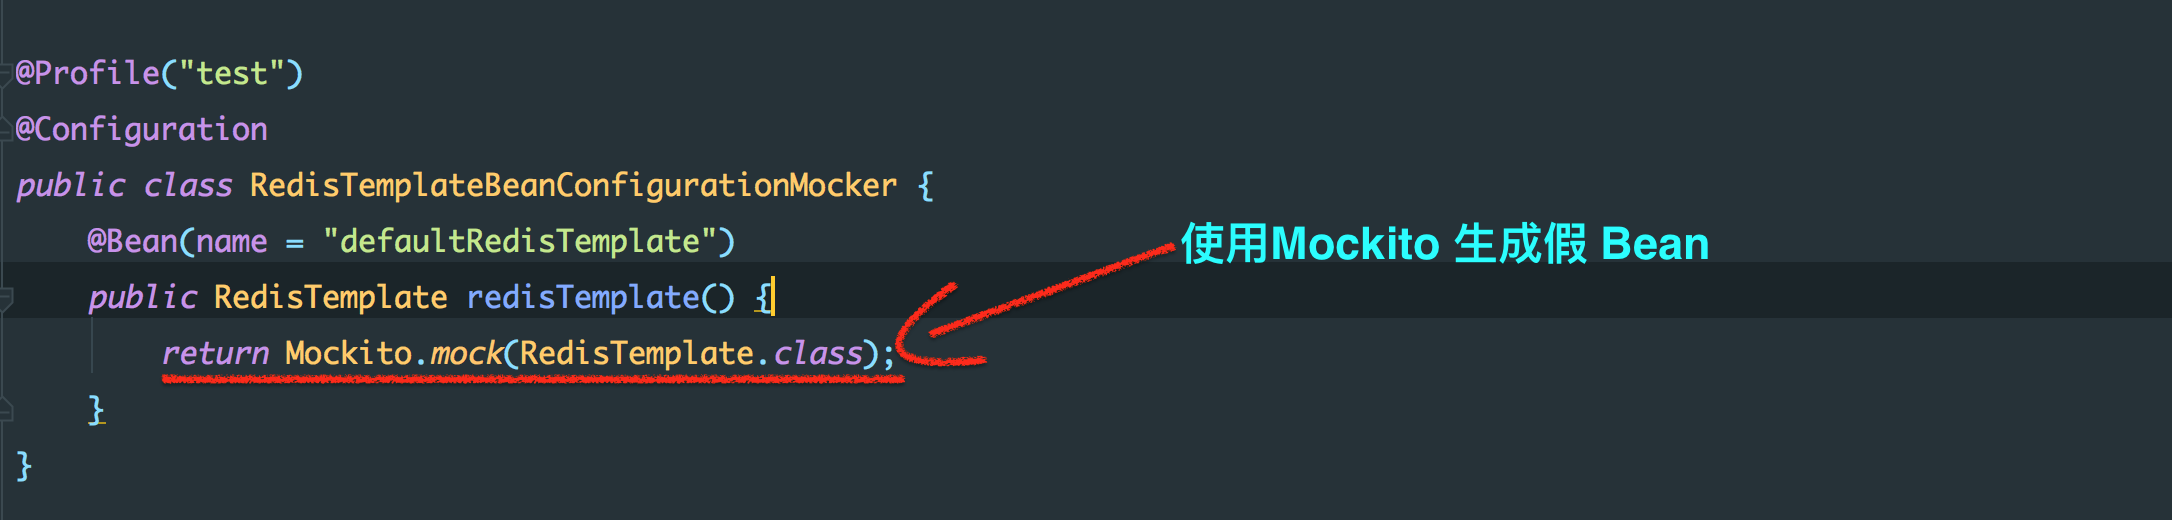 @Profile("test")
@Configuration
public class RedisTemplateBeanConfigurationMocker {
@Bean(name = "defaultRedisTemplate")
public RedisTemplate redisTemplate() {
return Mockito.mock(RedisTemplate.class);
}
}
使用Mockito 生成假 Bean